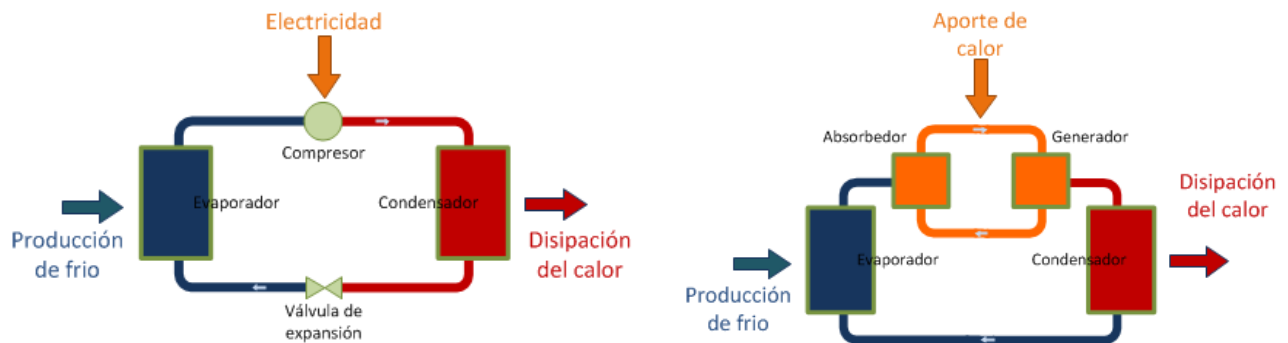 Electricidad
Compresor
Evaporador
Condensador
Producción
de frio
Disipación
del calor
Válvula de
expansión
Aporte de
calor
Absorbedor
Generador
Disipación
del calor
Evaporador
Condensador
Producción
de frio